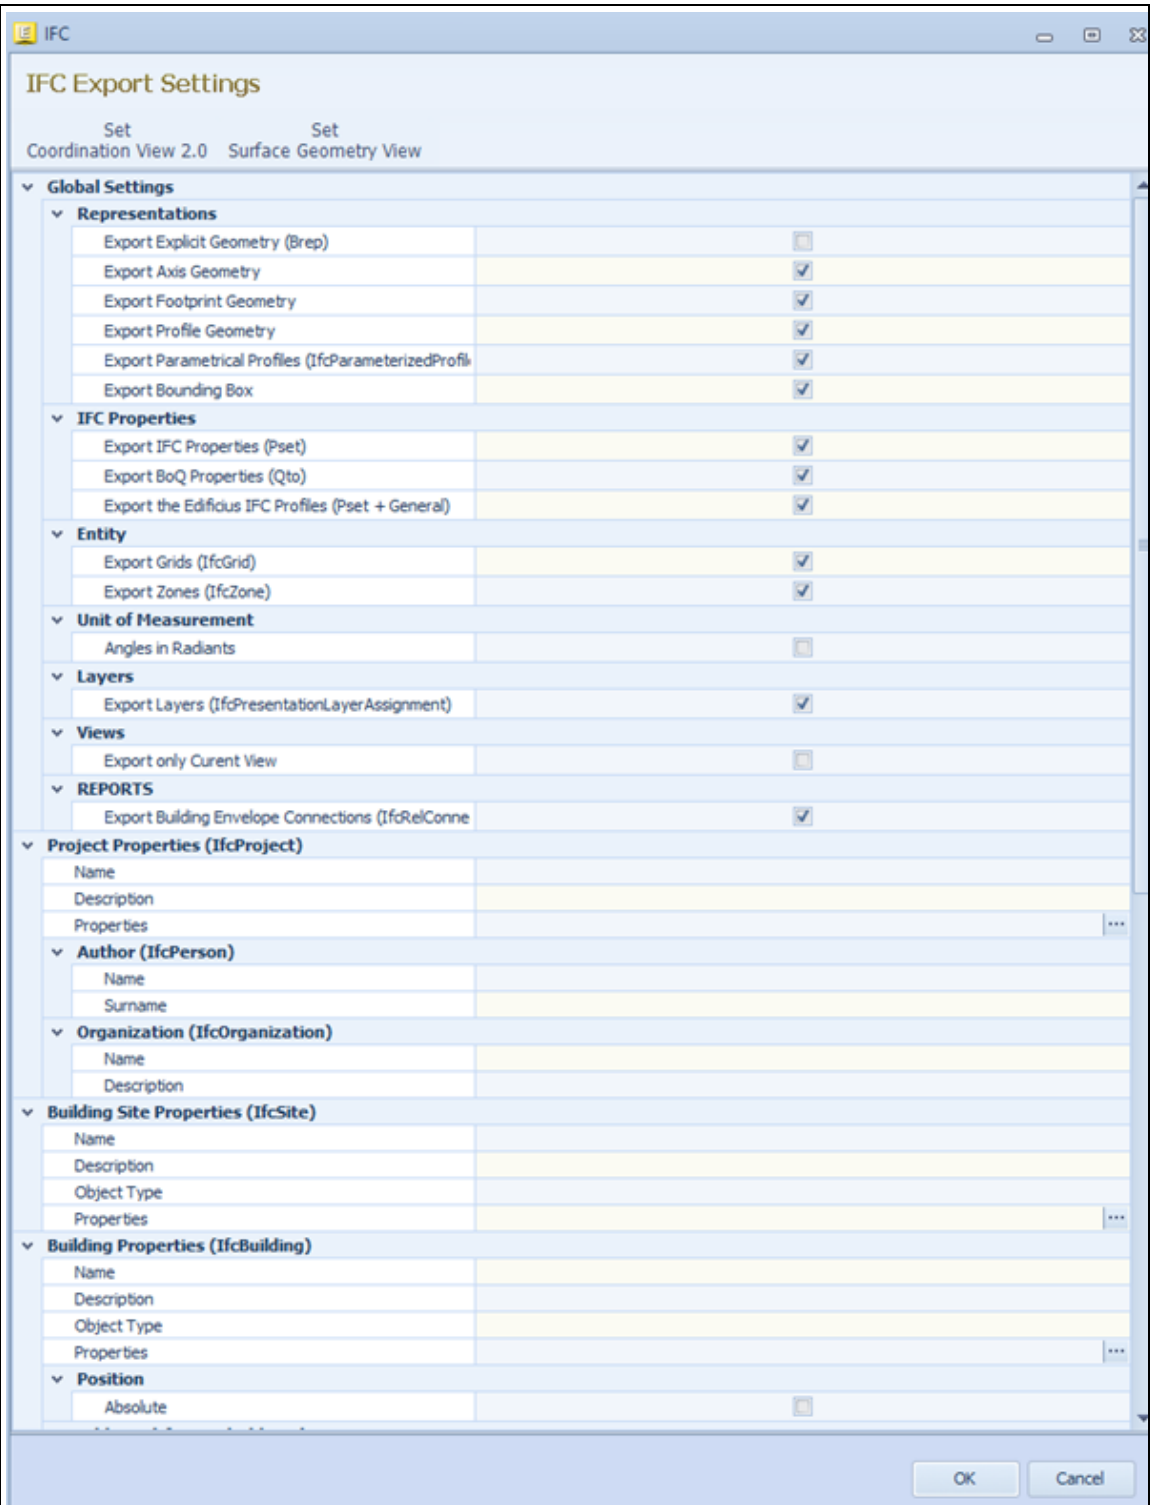 IFC
IFC Export Settings
Set
Coordination View 2.0
Set
Surface Geometry View
Global Settings
Representations
Export Explicit Geometry (Brep)
Export Axis Geometry
Export Footprint Geometry
Export Profile Geometry
Export Parametrical Profiles (IfcParameterizedProfil
Export Bounding Box
IFC Properties
Export IFC Properties (Pset)
Export BoQ Properties (Qto)
Export the Edificius IFC Profiles (Pset + General)
Entity
Export Grids (IfcGrid)
Export Zones (IfcZone)
Unit of Measurement
Angles in Radiants
Layers
Export Layers (IfcPresentationLayerAssignment)
Views
Export only Curent View
REPORTS
Export Building Envelope Connections (IfcRelConne
Project Properties (IfcProject)
Name
Description
Properties
...
Author (IfcPerson)
Name
Surname
Organization (IfcOrganization)
Name
Description
Building Site Properties (IfcSite)
Name
Description
Object Type
Properties
...
Building Properties (IfcBuilding)
Name
Description
Object Type
Properties
...
Position
Absolute
OK
Cancel